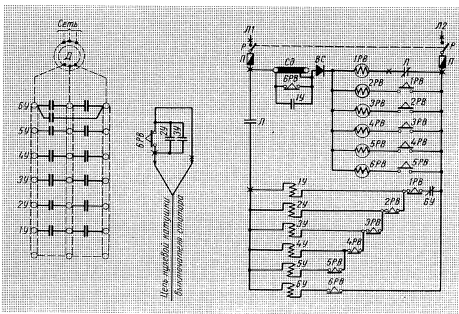 Сеть
Д
6У
5У
4У
3У
2У
1У
6РВ
2У
3У
Цепь нулевой катушки
выключателя статора
Л1
Л2
Р
Р
П
П
СД
ВС
1РВ
Л
6РВ
1У
2РВ
1РВ
3РВ
2РВ
4РВ
3РВ
5РВ
4РВ
6РВ
5РВ
Л
1У
1РВ
6У
2У
2РВ
3У
3РВ
4У
4РВ
5У
5РВ
6У
6РВ